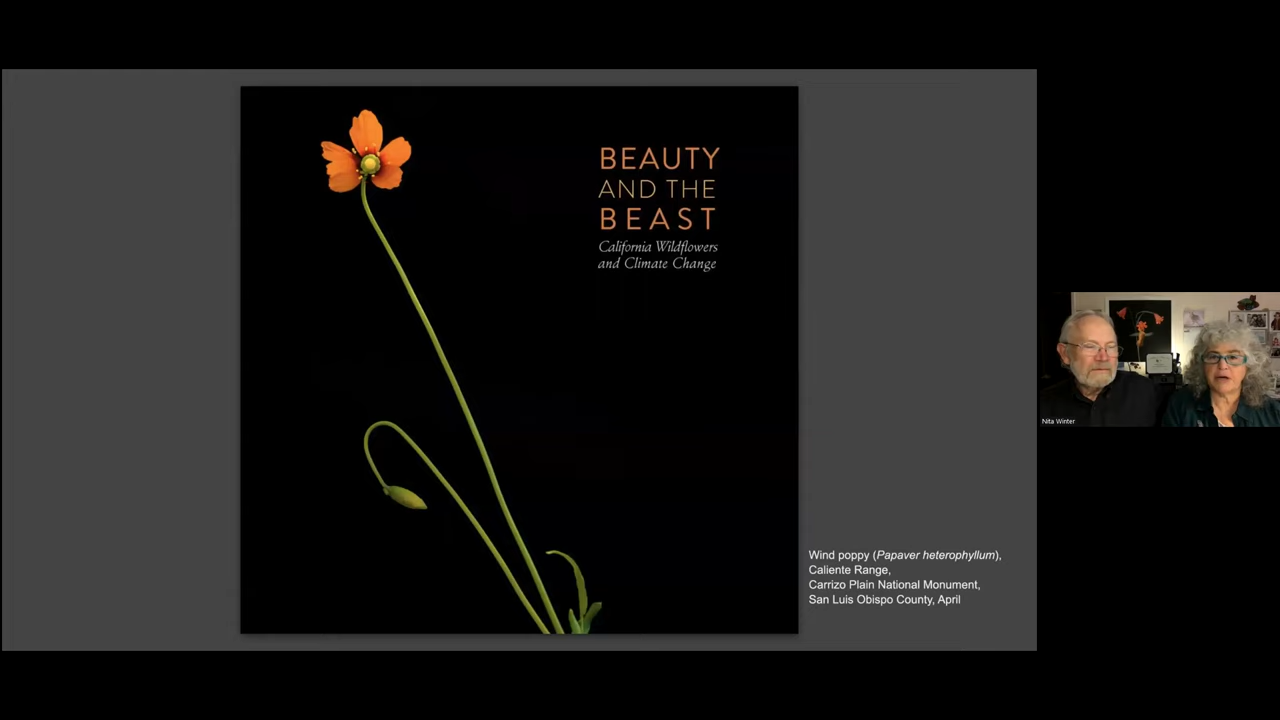 BEAUTY
AND THE
BEAST
California Wildflowers
and Climate Change
Wind poppy (Papaver heterophyllum),
Caliente Range,
Carrizo Plain National Monument,
San Luis Obispo County, April
Nita Winter